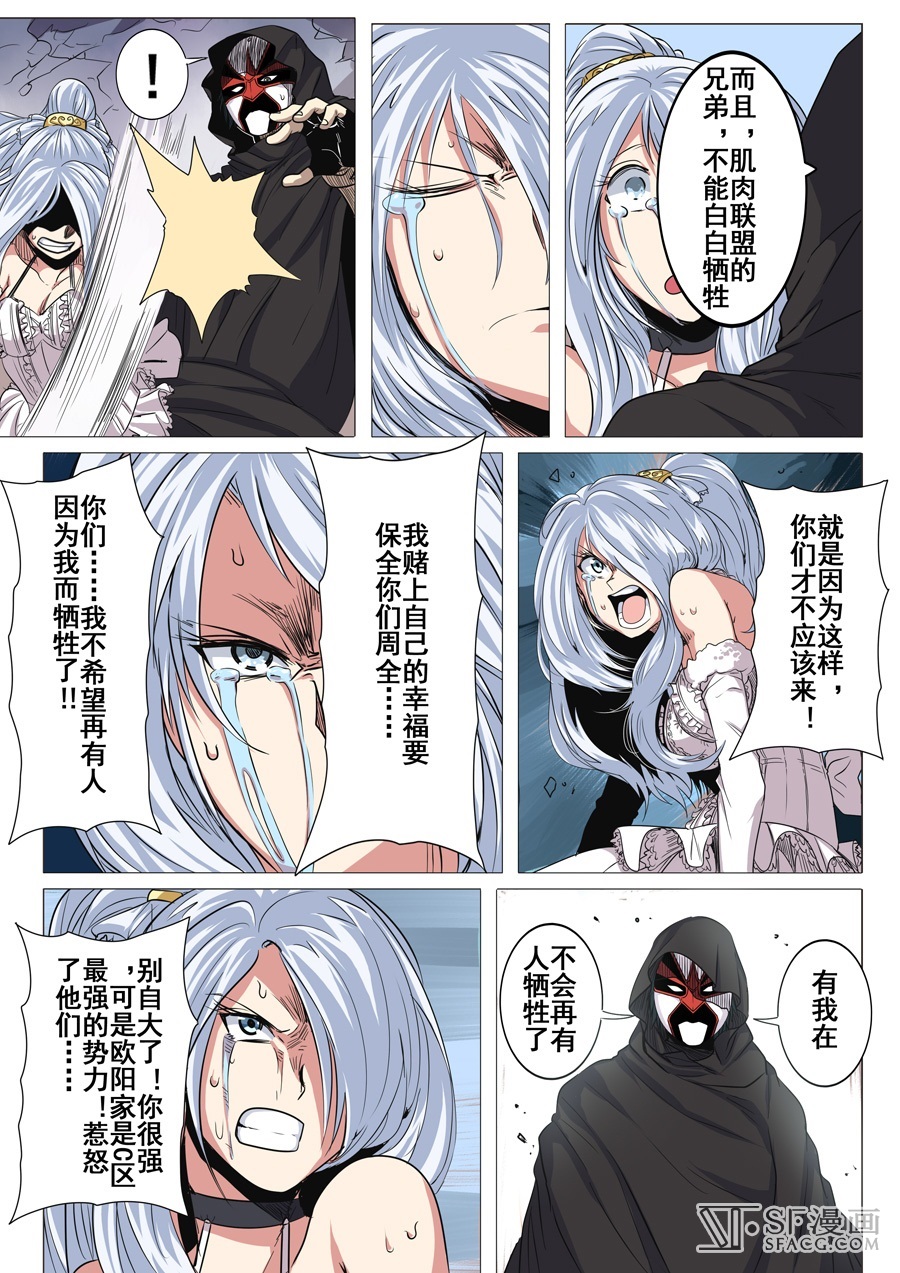 而且，肌肉联盟的
兄弟，不能白白牺牲
！
就是因为这样，
你们才不应该来！
我赌上自己的幸福要
保全你们周全……
你们……我不希望再有人
因为我而牺牲了!!
有我在
不会再有
人牺牲了
别自大了！你很强
，可是欧阳家是C区
最强的势力！惹怒
了他们……
SF漫画
SFACG.COM